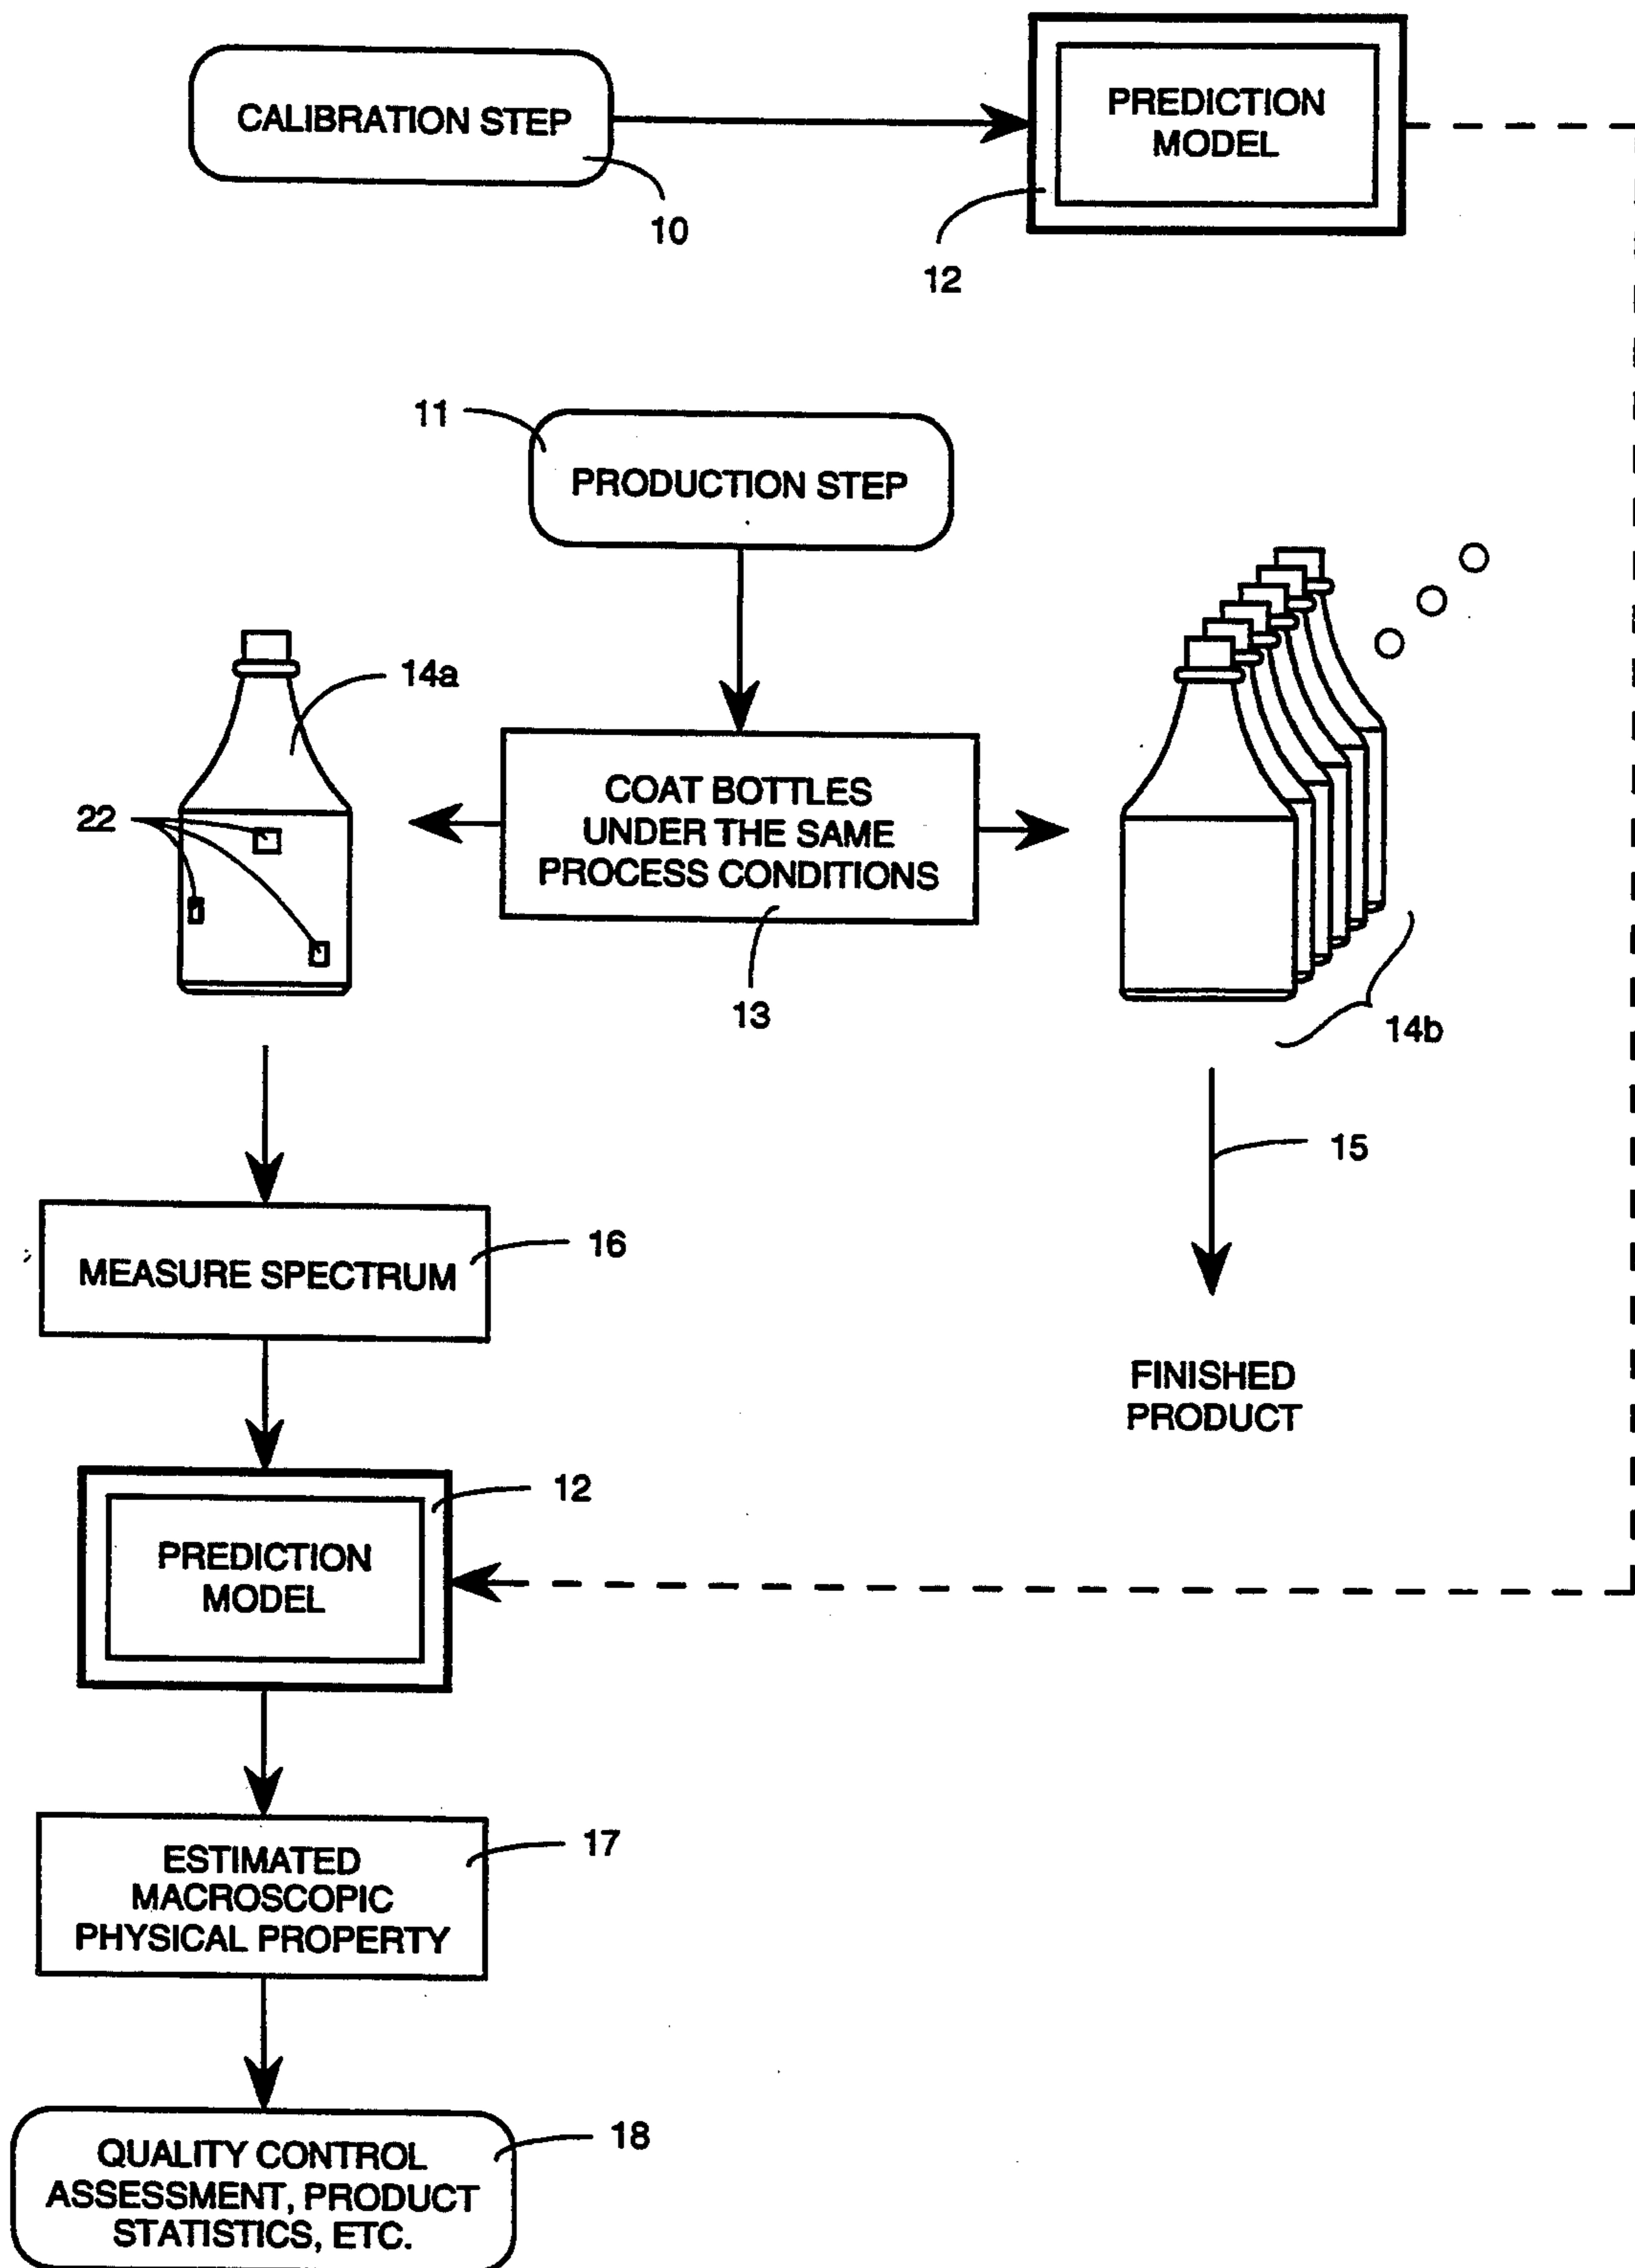 CALIBRATION STEP
10
PREDICTION
MODEL
12
11
PRODUCTION STEP
14a
22
COAT BOTTLES
UNDER THE SAME
PROCESS CONDITIONS
13
14b
15
MEASURE SPECTRUM
16
FINISHED
PRODUCT
12
PREDICTION
MODEL
ESTIMATED
MACROSCOPIC
PHYSICAL PROPERTY
17
QUALITY CONTROL
ASSESSMENT, PRODUCT
STATISTICS, ETC.
18